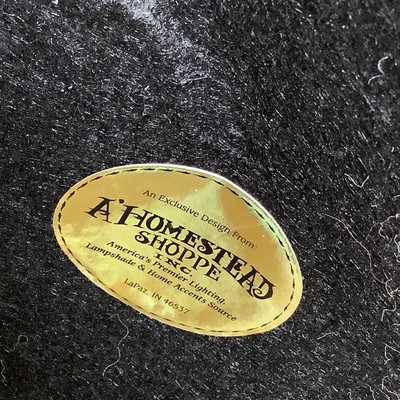 An Exclusive Design From:
A'HOMESTEAD
SHOPPE
INC.
America's Premier Lighting,
Lampshade & Home Accents Source
LaPaz, IN 46537